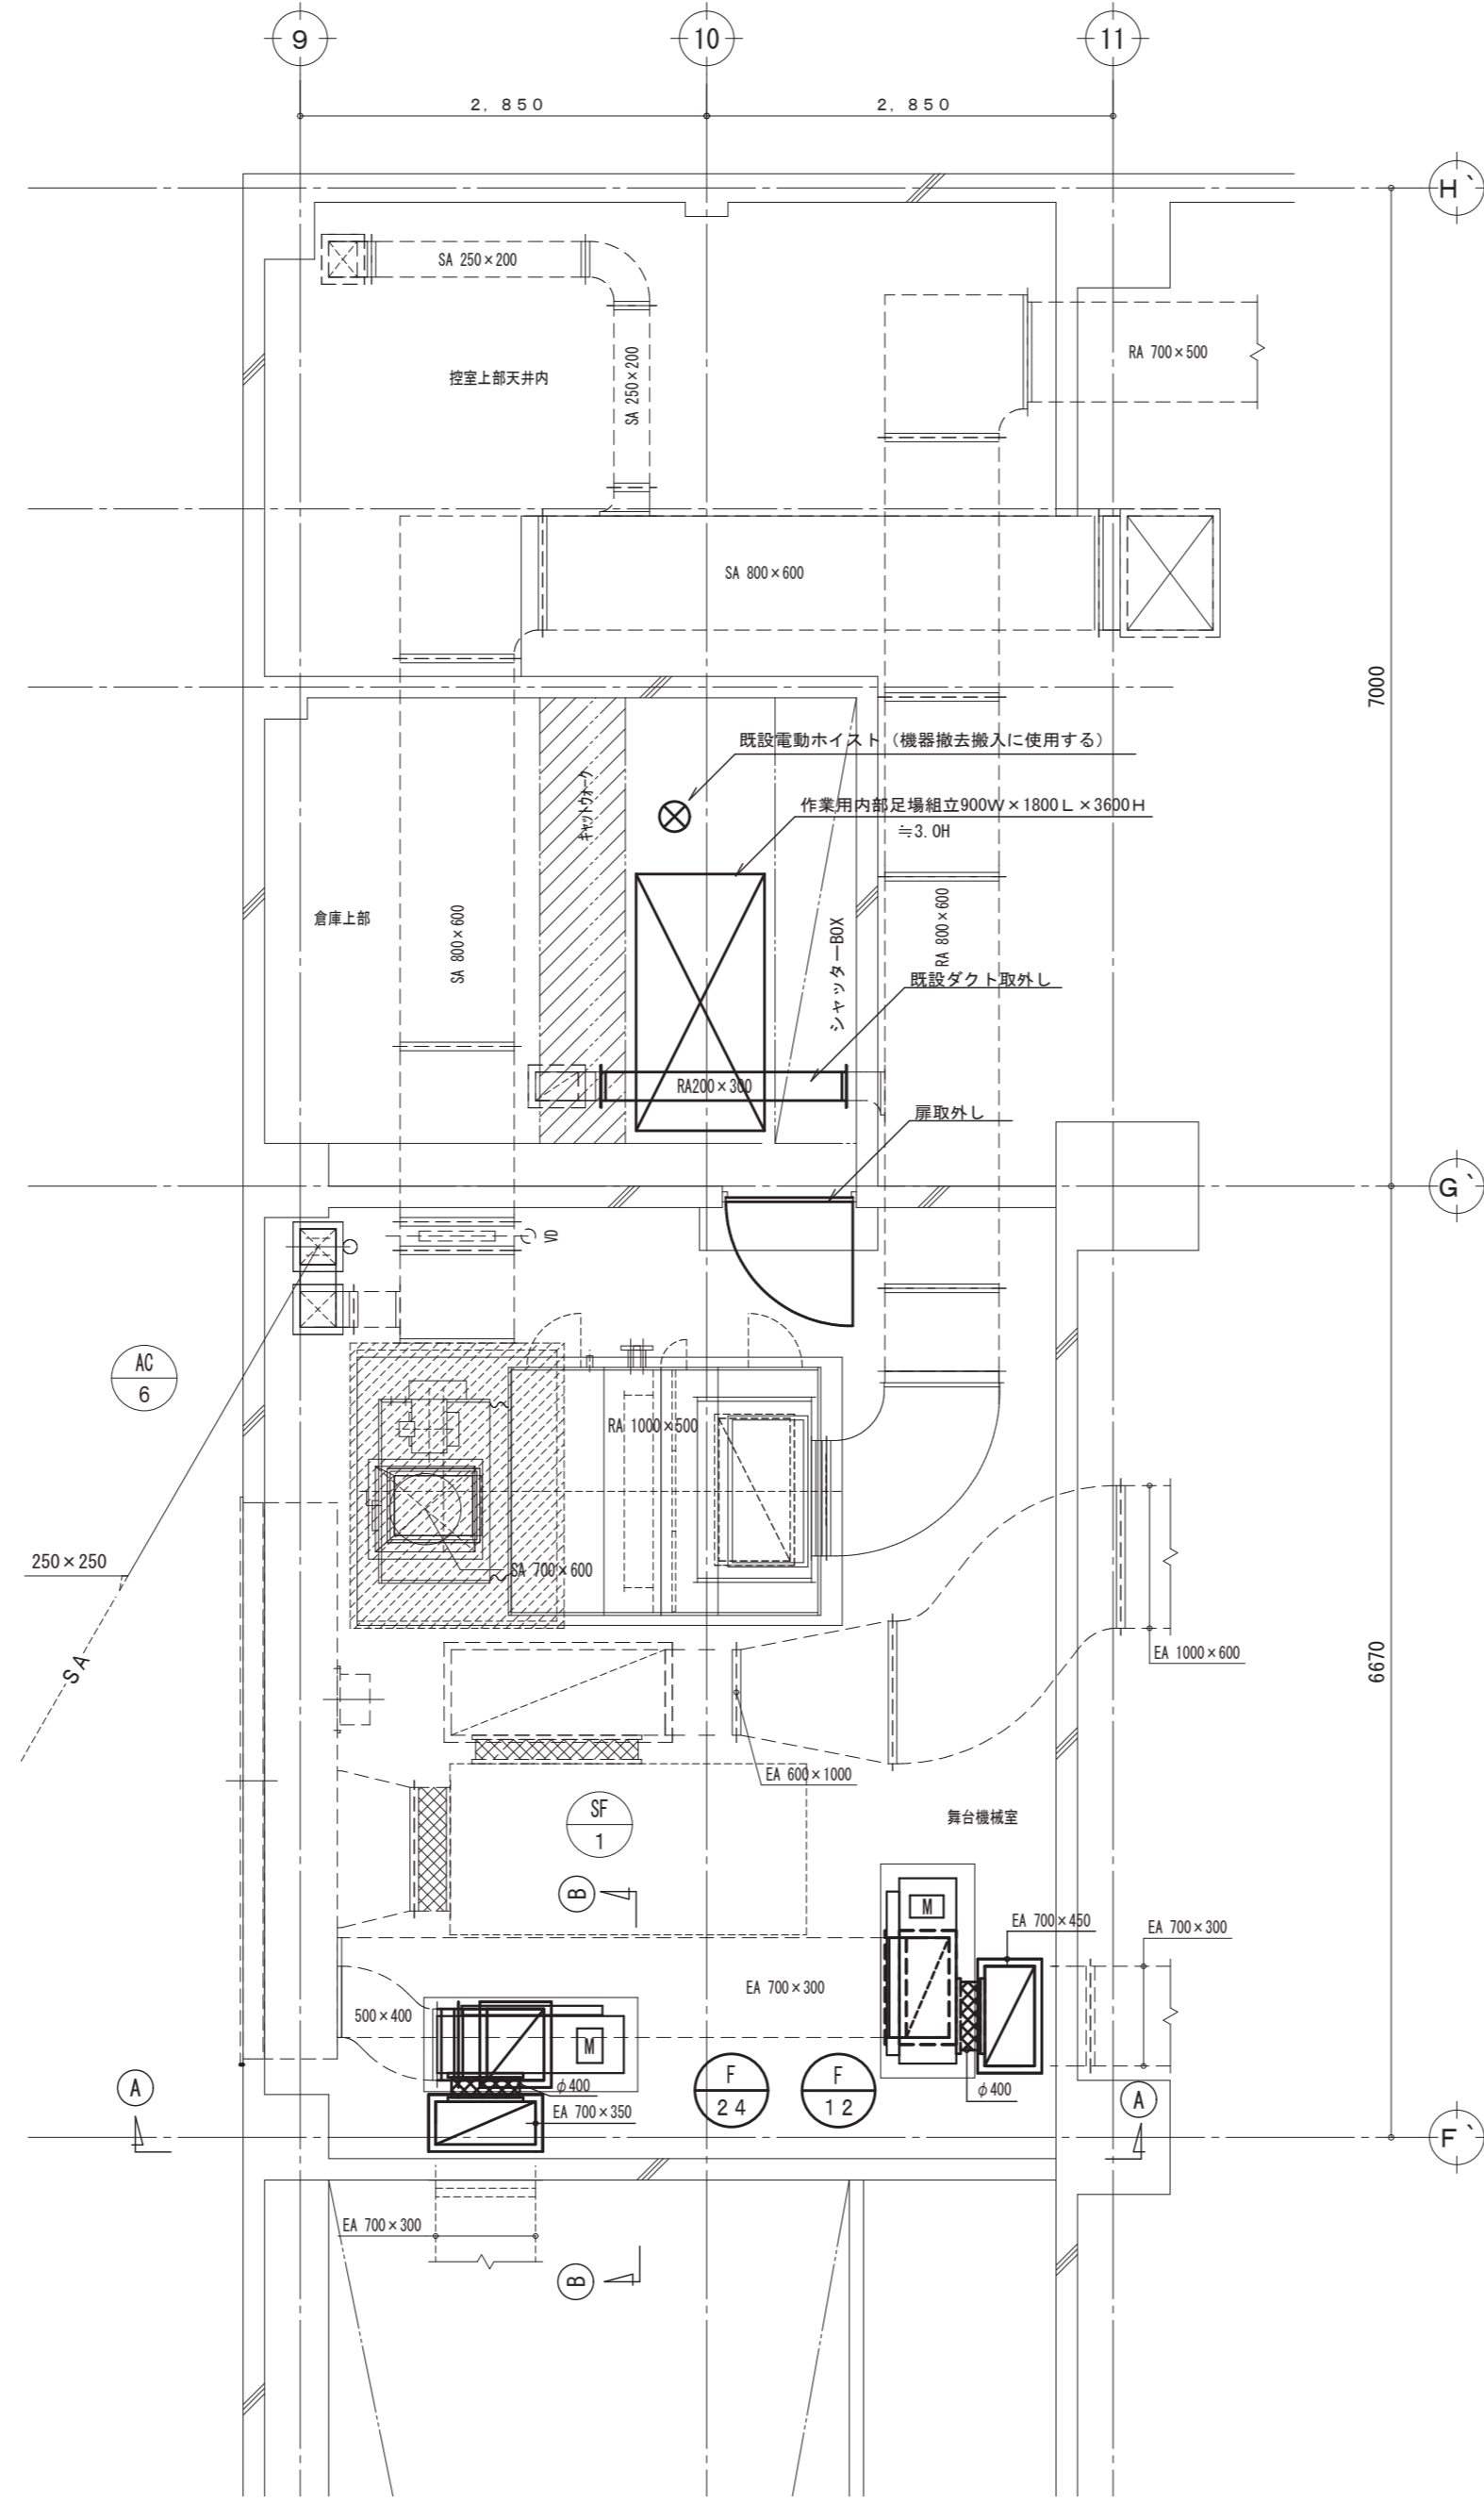 9
10
11
2,850
2,850
H`
SA 250×200
SA 250×200
RA 700×500
控室上部天井内
SA 800×600
7000
既設電動ホイスト（機器撤去搬入に使用する）
キャットウォーク
作業用内部足場組立900W×1800L×3600H
≒3.0H
倉庫上部
SA 800×600
シャッターBOX
RA 800×600
既設ダクト取外し
RA200×300
扉取外し
G`
VD
AC
6
RA 1000×500
250×250
SA 700×600
SA
EA 1000×600
6670
EA 600×1000
SF
1
舞台機械室
B
M
EA 700×450
EA 700×300
EA 700×300
500×400
M
φ400
F
24
F
12
φ400
A
A
EA 700×350
F`
EA 700×300
B